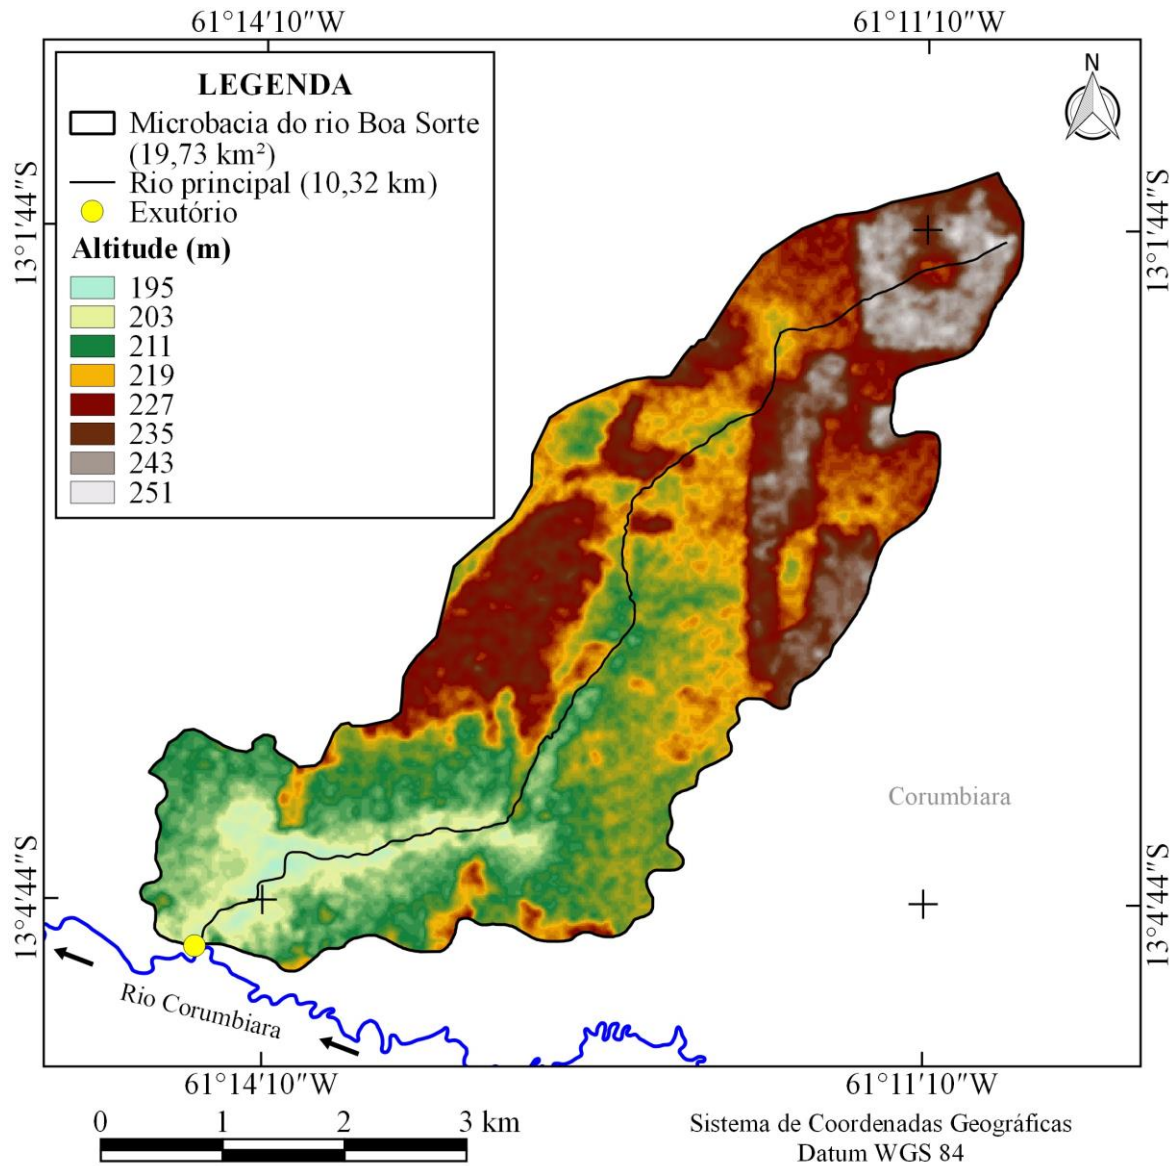 61°14′10″W
61°11′10″W
LEGENDA
Microbacia do rio Boa Sorte
(19,73 km²)
Rio principal (10,32 km)
Exutório
Altitude (m)
195
203
211
219
227
235
243
251
N
13°1′44″S
13°1′44″S
Corumbiara
13°4′44″S
13°4′44″S
Rio Corumbiara
61°14′10″W
61°11′10″W
0 1 2 3 km
Sistema de Coordenadas Geográficas
Datum WGS 84